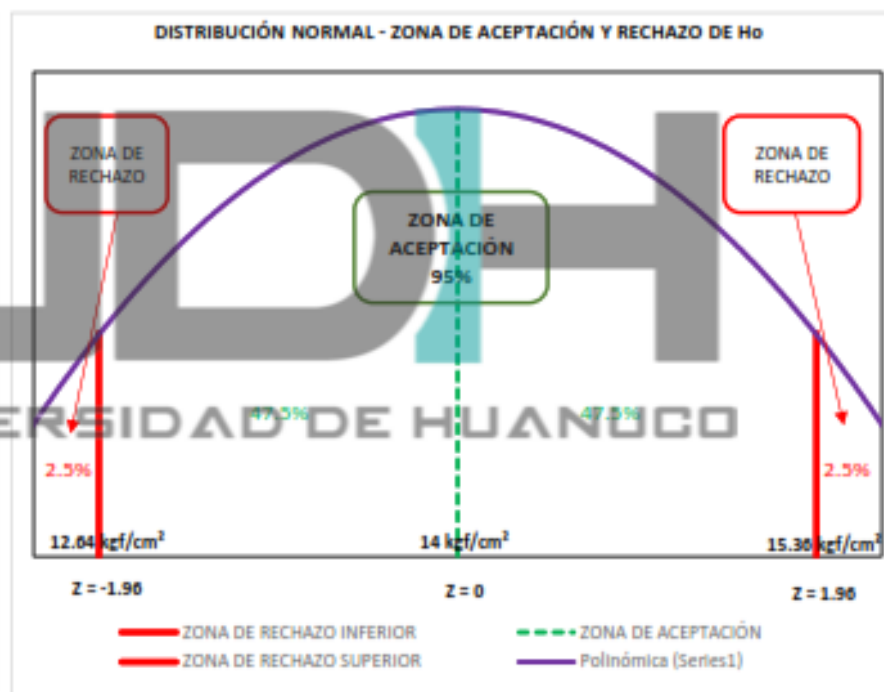 DISTRIBUCIÓN NORMAL - ZONA DE ACEPTACIÓN Y RECHAZO DE Ho
ZONA DE
RECHAZO
ZONA DE
RECHAZO
ZONA DE
ACEPTACIÓN
95%
UDH
47.5%
47.5%
UNIVERSIDAD DE HUANUCO
2.5%
2.5%
12.64 kgf/cm²
14 kgf/cm²
15.36 kgf/cm²
Z = -1.96
Z = 0
Z = 1.96
ZONA DE RECHAZO INFERIOR
ZONA DE ACEPTACIÓN
ZONA DE RECHAZO SUPERIOR
Polinómica (Series1)